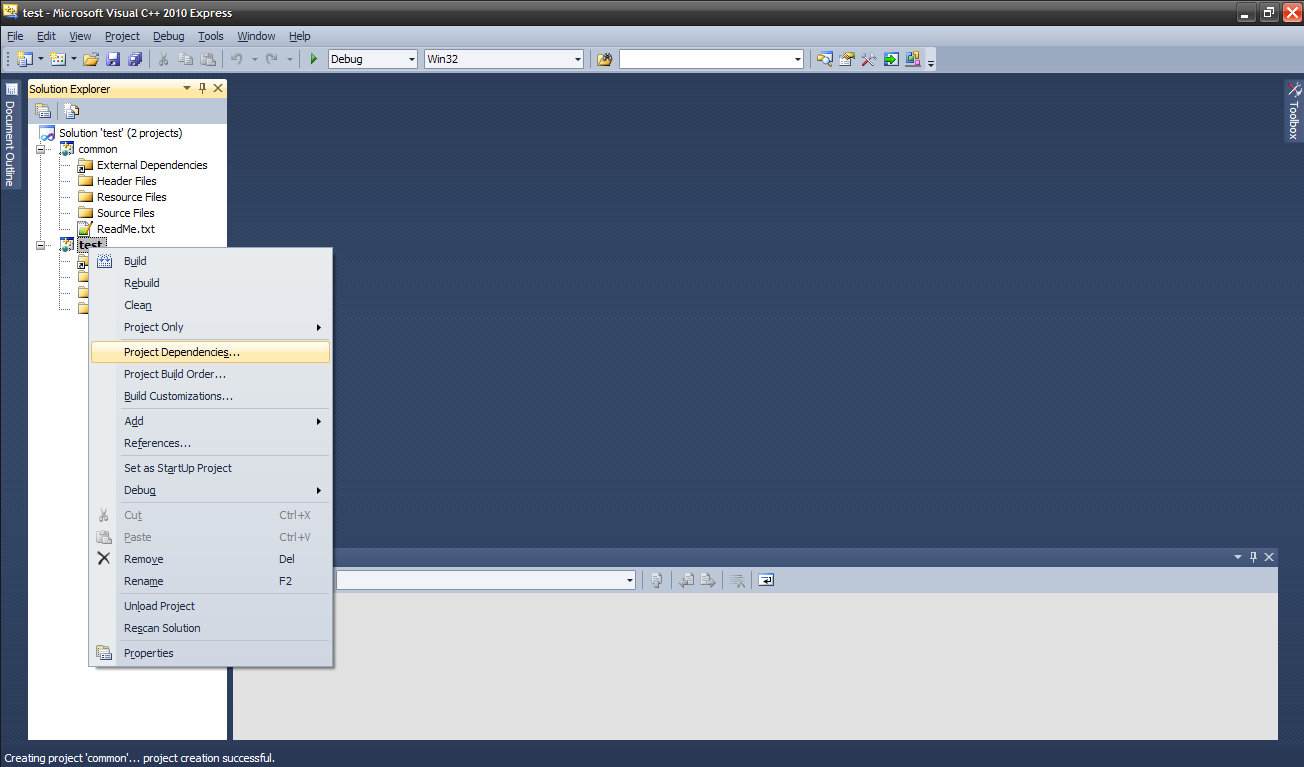 test - Microsoft Visual C++ 2010 Express
File Edit View Project Debug Tools Window Help
Debug Win32
Document Outline
Solution Explorer
Toolbox
Solution 'test' (2 projects)
common
External Dependencies
Header Files
Resource Files
Source Files
ReadMe.txt
test
Build
Rebuild
Clean
Project Only
Project Dependencies...
Project Build Order...
Build Customizations...
Add
References...
Set as StartUp Project
Debug
Cut Ctrl+X
Paste Ctrl+V
Remove Del
Rename F2
Unload Project
Rescan Solution
Properties
Creating project 'common'... project creation successful.